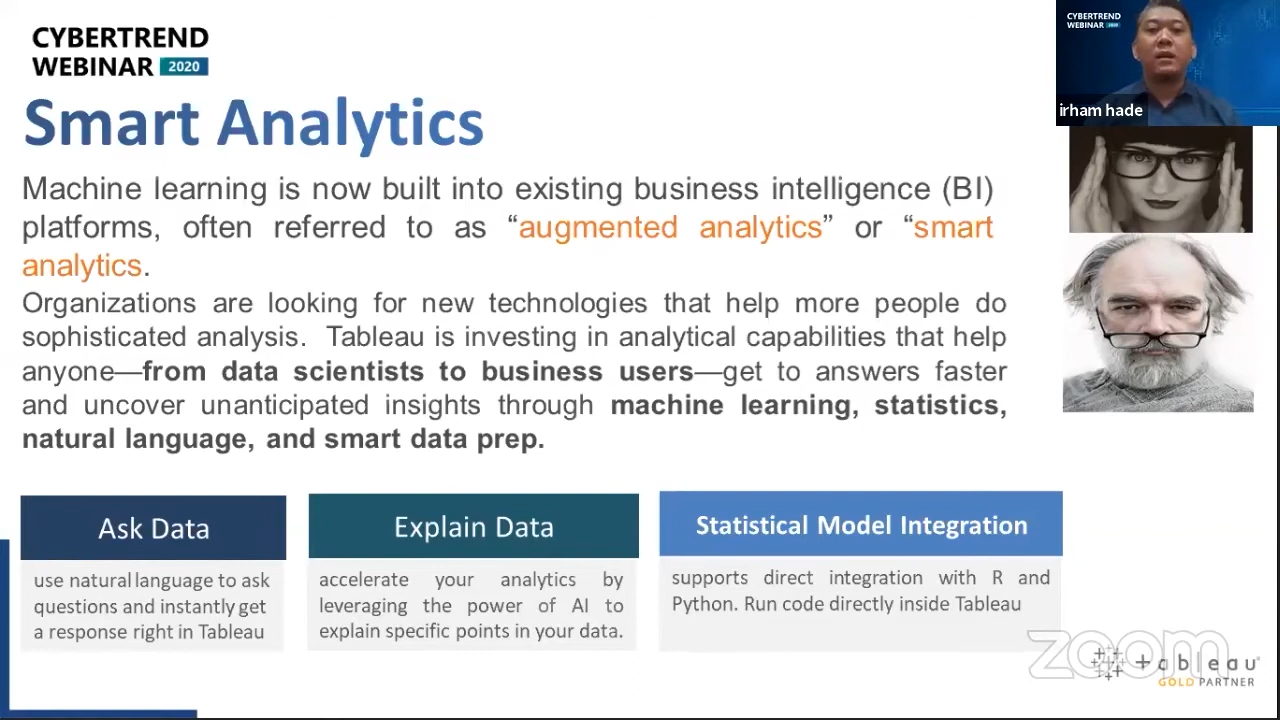 CYBERTREND
WEBINAR 2020
Smart Analytics
Machine learning is now built into existing business intelligence (BI)
platforms, often referred to as “augmented analytics” or “smart
analytics.
Organizations are looking for new technologies that help more people do
sophisticated analysis. Tableau is investing in analytical capabilities that help
anyone—from data scientists to business users—get to answers faster
and uncover unanticipated insights through machine learning, statistics,
natural language, and smart data prep.
Ask Data
use natural language to ask
questions and instantly get
a response right in Tableau
Explain Data
accelerate your analytics by
leveraging the power of AI to
explain specific points in your data.
Statistical Model Integration
supports direct integration with R and
Python. Run code directly inside Tableau
CYBERTREND
WEBINAR 2020
irham hade
zoom
+ableau
GOLD PARTNER